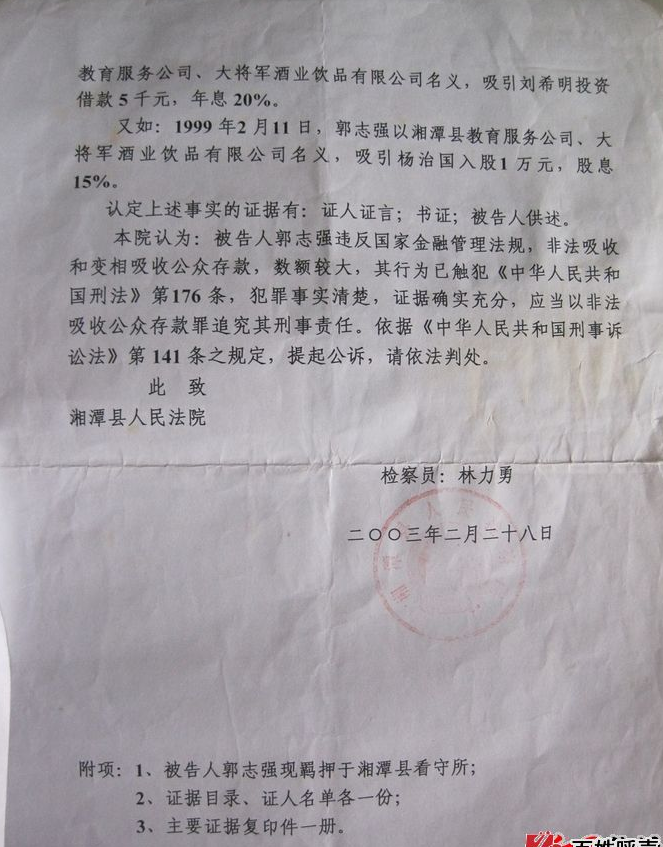 教育服务公司、大将军酒业饮品有限公司名义，吸引刘希明投资
借款5千元，年息20%。
又如：1999年2月11日，郭志强以湘潭县教育服务公司、大
将军酒业饮品有限公司名义，吸引杨治国入股1万元，股息
15%。
认定上述事实的证据有：证人证言；书证；被告人供述。
本院认为：被告人郭志强违反国家金融管理法规，非法吸收
和变相吸收公众存款，数额较大，其行为已触犯《中华人民共和
国刑法》第176条，犯罪事实清楚，证据确实充分，应当以非法
吸收公众存款罪追究其刑事责任。依据《中华人民共和国刑事诉
讼法》第141条之规定，提起公诉，请依法判处。
此 致
湘潭县人民法院
检察员：林力勇
二〇〇三年二月二十八日
附项：1、被告人郭志强现羁押于湘潭县看守所；
2、证据目录、证人名单各一份；
3、主要证据复印件一册。
百姓呼声